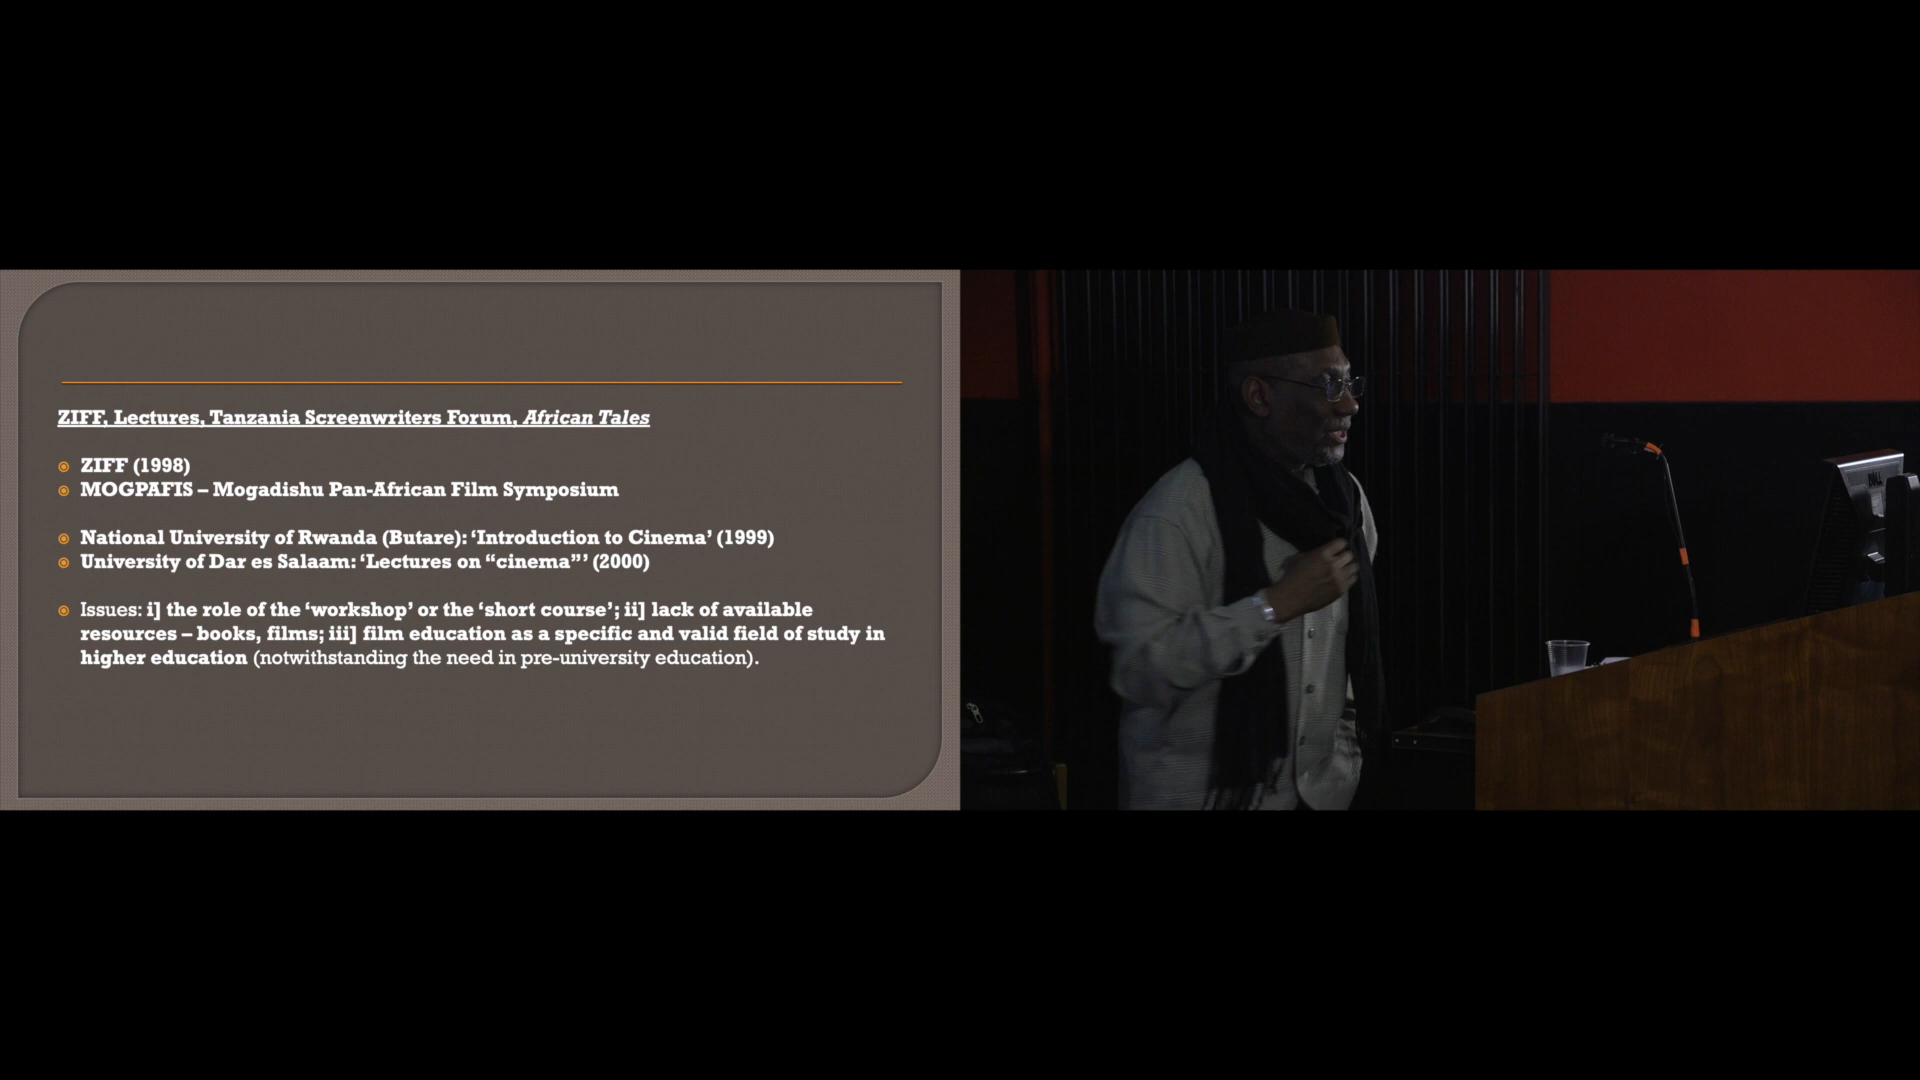 ZIFF, Lectures, Tanzania Screenwriters Forum, African Tales
ZIFF (1998)
MOGPAFIS – Mogadishu Pan-African Film Symposium
National University of Rwanda (Butare): ‘Introduction to Cinema’ (1999)
University of Dar es Salaam: ‘Lectures on “cinema”’ (2000)
Issues: i] the role of the ‘workshop’ or the ‘short course’; ii] lack of available
resources – books, films; iii] film education as a specific and valid field of study in
higher education (notwithstanding the need in pre-university education).
DELL